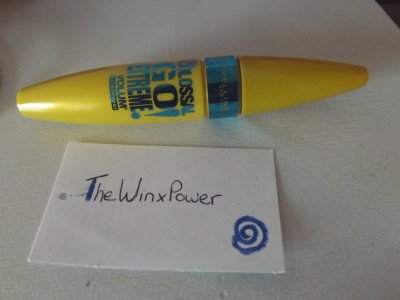 COLOSSAL
GO!
EXTREME.
VOLUM'
TheWinxPower